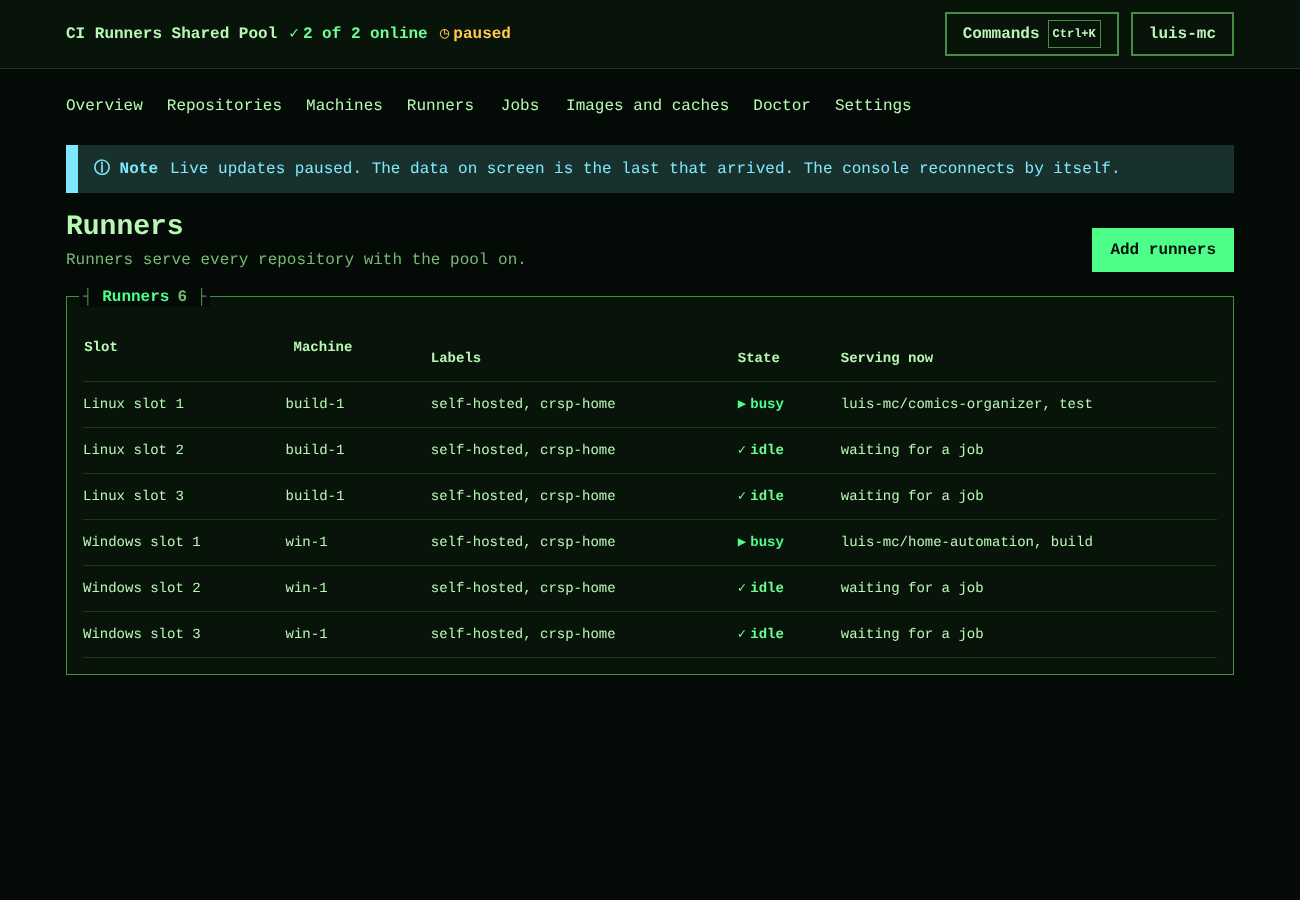 CI Runners Shared Pool ✓ 2 of 2 online ◷ paused Commands Ctrl+K luis-mc
Overview Repositories Machines Runners Jobs Images and caches Doctor Settings
ⓘ Note Live updates paused. The data on screen is the last that arrived. The console reconnects by itself.
Runners
Runners serve every repository with the pool on.
Add runners
Runners 6
Slot Machine Labels State Serving now
Linux slot 1 build-1 self-hosted, crsp-home ▶ busy luis-mc/comics-organizer, test
Linux slot 2 build-1 self-hosted, crsp-home ✓ idle waiting for a job
Linux slot 3 build-1 self-hosted, crsp-home ✓ idle waiting for a job
Windows slot 1 win-1 self-hosted, crsp-home ▶ busy luis-mc/home-automation, build
Windows slot 2 win-1 self-hosted, crsp-home ✓ idle waiting for a job
Windows slot 3 win-1 self-hosted, crsp-home ✓ idle waiting for a job